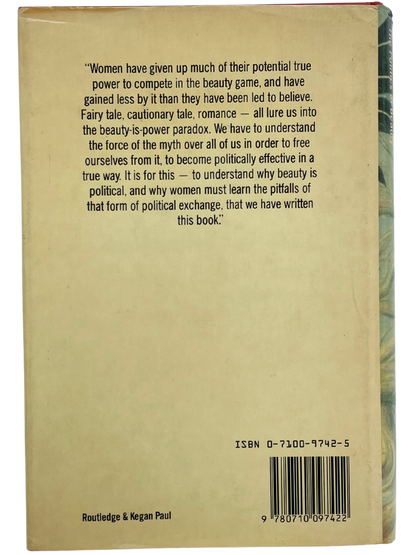 “Women have given up much of their potential true
power to compete in the beauty game, and have
gained less by it than they have been led to believe.
Fairy tale, cautionary tale, romance — all lure us into
the beauty-is-power paradox. We have to understand
the force of the myth over all of us in order to free
ourselves from it, to become politically effective in a
true way. It is for this — to understand why beauty is
political, and why women must learn the pitfalls of
that form of political exchange, that we have written
this book.”
ISBN 0-7100-9742-5
9 780710 097422
Routledge & Kegan Paul